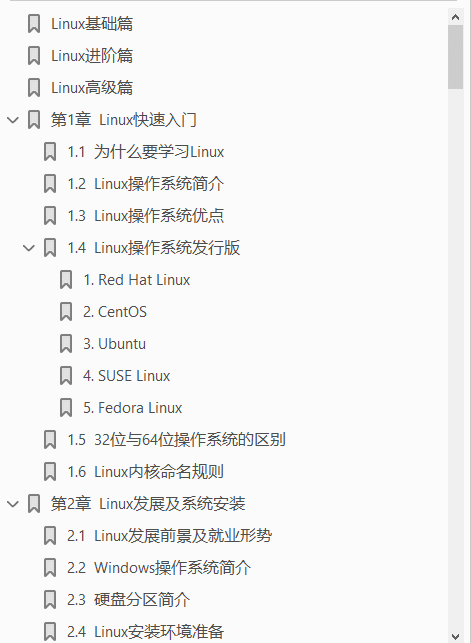 Linux基础篇
Linux进阶篇
Linux高级篇
第1章 Linux快速入门
1.1 为什么要学习Linux
1.2 Linux操作系统简介
1.3 Linux操作系统优点
1.4 Linux操作系统发行版
1. Red Hat Linux
2. CentOS
3. Ubuntu
4. SUSE Linux
5. Fedora Linux
1.5 32位与64位操作系统的区别
1.6 Linux内核命名规则
第2章 Linux发展及系统安装
2.1 Linux发展前景及就业形势
2.2 Windows操作系统简介
2.3 硬盘分区简介
2.4 Linux安装环境准备